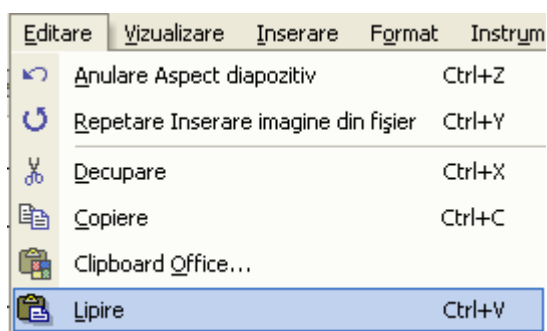 Editare Vizualizare Inserare Format Instrum
Anulare Aspect diapozitiv Ctrl+Z
Repetare Inserare imagine din fişier Ctrl+Y
Decupare Ctrl+X
Copiere Ctrl+C
Clipboard Office...
Lipire Ctrl+V